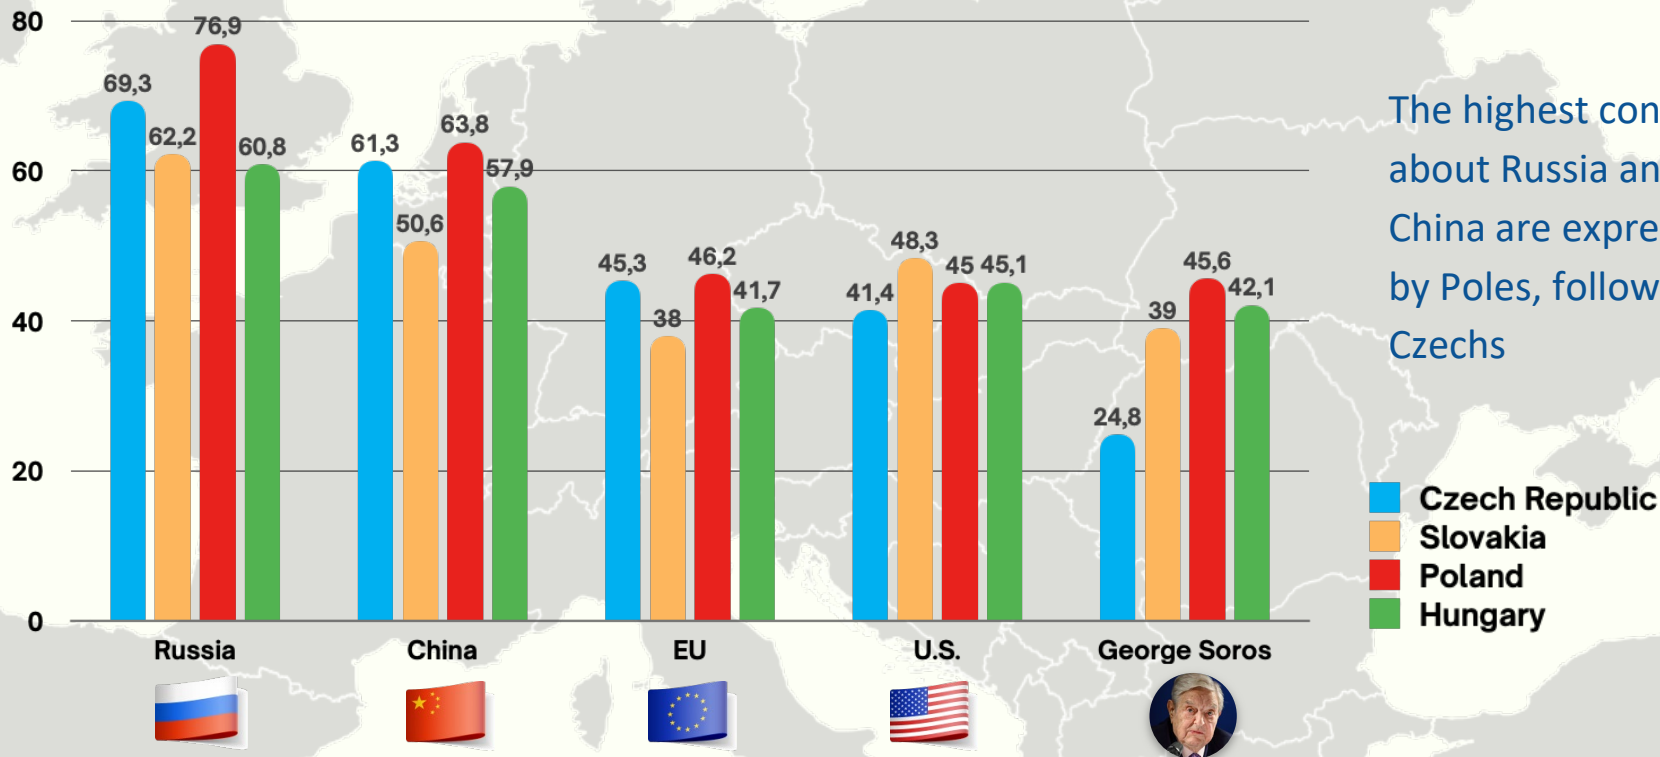 80
60
40
20
0
69,3
62,2
76,9
60,8
61,3
50,6
63,8
57,9
45,3
38
46,2
41,7
41,4
48,3
45
45,1
24,8
39
45,6
42,1
Russia
China
EU
U.S.
George Soros
The highest con
about Russia an
China are expre
by Poles, follow
Czechs
Czech Republic
Slovakia
Poland
Hungary